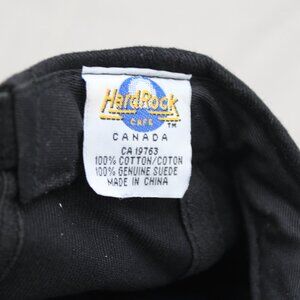 Hard Rock
CAFE
TM
CANADA
CA 19763
100% COTTON/COTON
100% GENUINE SUEDE
MADE IN CHINA